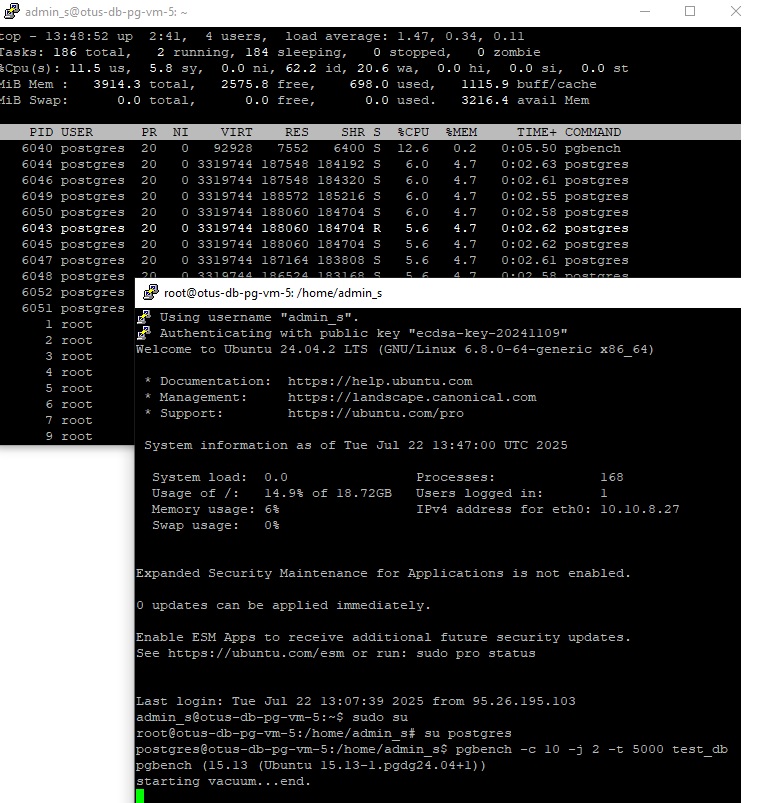 admin_s@otus-db-pg-vm-5: ~
top - 13:48:52 up  2:41,  4 users,  load average: 1.47, 0.34, 0.11
Tasks: 186 total,   2 running, 184 sleeping,   0 stopped,   0 zombie
%Cpu(s): 11.5 us,  5.8 sy,  0.0 ni, 62.2 id, 20.6 wa,  0.0 hi,  0.0 si,  0.0 st
MiB Mem :   3914.3 total,   2575.8 free,    698.0 used,   1115.9 buff/cache
MiB Swap:      0.0 total,      0.0 free,      0.0 used.   3216.4 avail Mem
PID USER      PR  NI    VIRT    RES    SHR S  %CPU  %MEM     TIME+ COMMAND
6040 postgres  20   0   92928   7552   6400 S  12.6   0.2   0:05.50 pgbench
6044 postgres  20   0 3319744 187548 184192 S   6.0   4.7   0:02.63 postgres
6046 postgres  20   0 3319744 187548 184320 S   6.0   4.7   0:02.61 postgres
6049 postgres  20   0 3319744 188572 185216 S   6.0   4.7   0:02.55 postgres
6050 postgres  20   0 3319744 188060 184704 S   6.0   4.7   0:02.58 postgres
6043 postgres  20   0 3319744 188060 184704 R   5.6   4.7   0:02.62 postgres
6045 postgres  20   0 3319744 188060 184704 S   5.6   4.7   0:02.62 postgres
6047 postgres  20   0 3319744 187164 183808 S   5.6   4.7   0:02.61 postgres
6048 postgres  20   0 3319744 186524 183168 S   5.6   4.7   0:02.58 postgres
6052 postgres
6051 postgres
1 root
2 root
3 root
4 root
5 root
6 root
7 root
9 root
root@otus-db-pg-vm-5: /home/admin_s
Using username "admin_s".
Authenticating with public key "ecdsa-key-20241109"
Welcome to Ubuntu 24.04.2 LTS (GNU/Linux 6.8.0-64-generic x86_64)
* Documentation:  https://help.ubuntu.com
* Management:     https://landscape.canonical.com
* Support:        https://ubuntu.com/pro
System information as of Tue Jul 22 13:47:00 UTC 2025
System load:  0.0                Processes:             168
Usage of /:   14.9% of 18.72GB   Users logged in:       1
Memory usage: 6%                 IPv4 address for eth0: 10.10.8.27
Swap usage:   0%
Expanded Security Maintenance for Applications is not enabled.
0 updates can be applied immediately.
Enable ESM Apps to receive additional future security updates.
See https://ubuntu.com/esm or run: sudo pro status
Last login: Tue Jul 22 13:07:39 2025 from 95.26.195.103
admin_s@otus-db-pg-vm-5:~$ sudo su
root@otus-db-pg-vm-5:/home/admin_s# su postgres
postgres@otus-db-pg-vm-5:/home/admin_s$ pgbench -c 10 -j 2 -t 5000 test_db
pgbench (15.13 (Ubuntu 15.13-1.pgdg24.04+1))
starting vacuum...end.